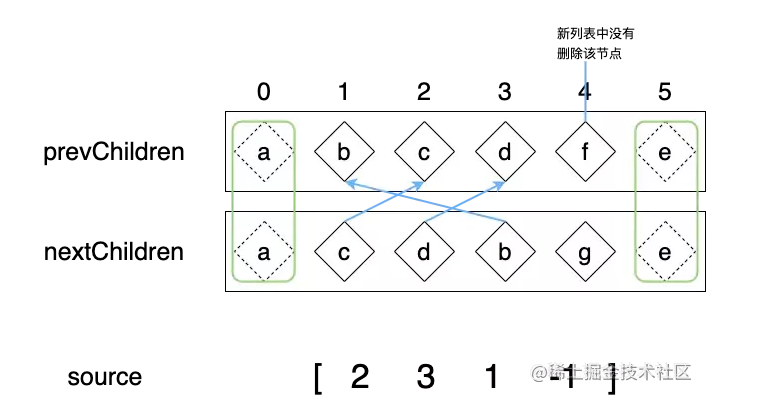 新列表中没有
删除该节点
0 1 2 3 4 5
prevChildren a b c d f e
nextChildren a c d b g e
source [ 2 3 1 -1 ]
@稀土掘金技术社区